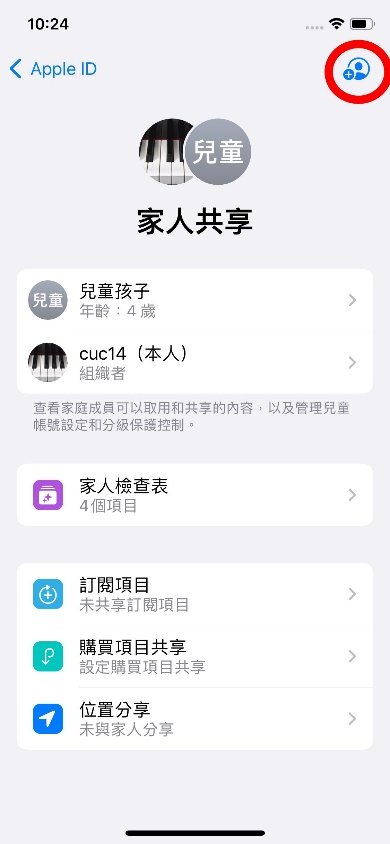 10:24
Apple ID
兒童
家人共享
兒童
兒童孩子
年齡：4 歲
cuc14（本人）
組織者
查看家庭成員可以取用和共享的內容，以及管理兒童
帳號設定和分級保護控制。
家人檢查表
4個項目
訂閱項目
未共享訂閱項目
購買項目共享
設定購買項目共享
位置分享
未與家人分享